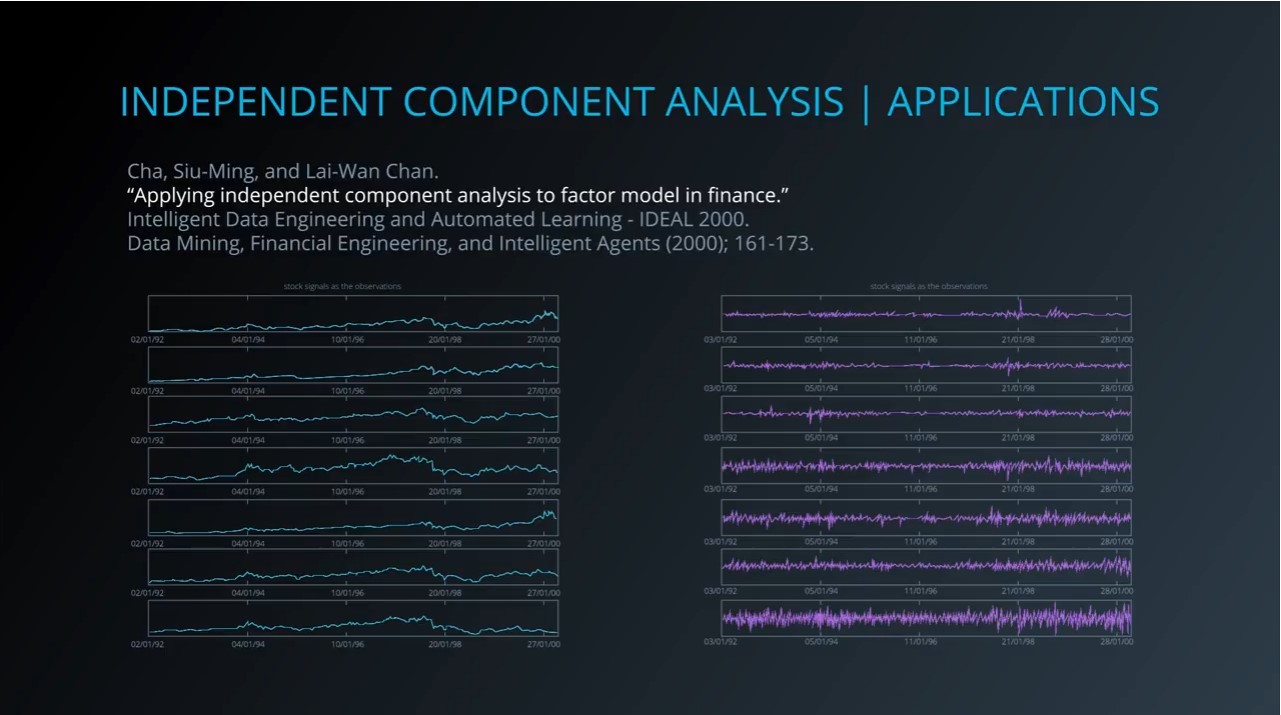 INDEPENDENT COMPONENT ANALYSIS | APPLICATIONS
Cha, Siu-Ming, and Lai-Wan Chan.
“Applying independent component analysis to factor model in finance.”
Intelligent Data Engineering and Automated Learning - IDEAL 2000.
Data Mining, Financial Engineering, and Intelligent Agents (2000); 161-173.
stock signals as the observations
02/01/92 04/01/94 10/01/96 20/01/98 27/01/00
02/01/92 04/01/94 10/01/96 20/01/98 27/01/00
02/01/92 04/01/94 10/01/96 20/01/98 27/01/00
02/01/92 04/01/94 10/01/96 20/01/98 27/01/00
02/01/92 04/01/94 10/01/96 20/01/98 27/01/00
02/01/92 04/01/94 10/01/96 20/01/98 27/01/00
02/01/92 04/01/94 10/01/96 20/01/98 27/01/00
stock signals as the observations
03/01/92 05/01/94 11/01/96 21/01/98 28/01/00
03/01/92 05/01/94 11/01/96 21/01/98 28/01/00
03/01/92 05/01/94 11/01/96 21/01/98 28/01/00
03/01/92 05/01/94 11/01/96 21/01/98 28/01/00
03/01/92 05/01/94 11/01/96 21/01/98 28/01/00
03/01/92 05/01/94 11/01/96 21/01/98 28/01/00
03/01/92 05/01/94 11/01/96 21/01/98 28/01/00